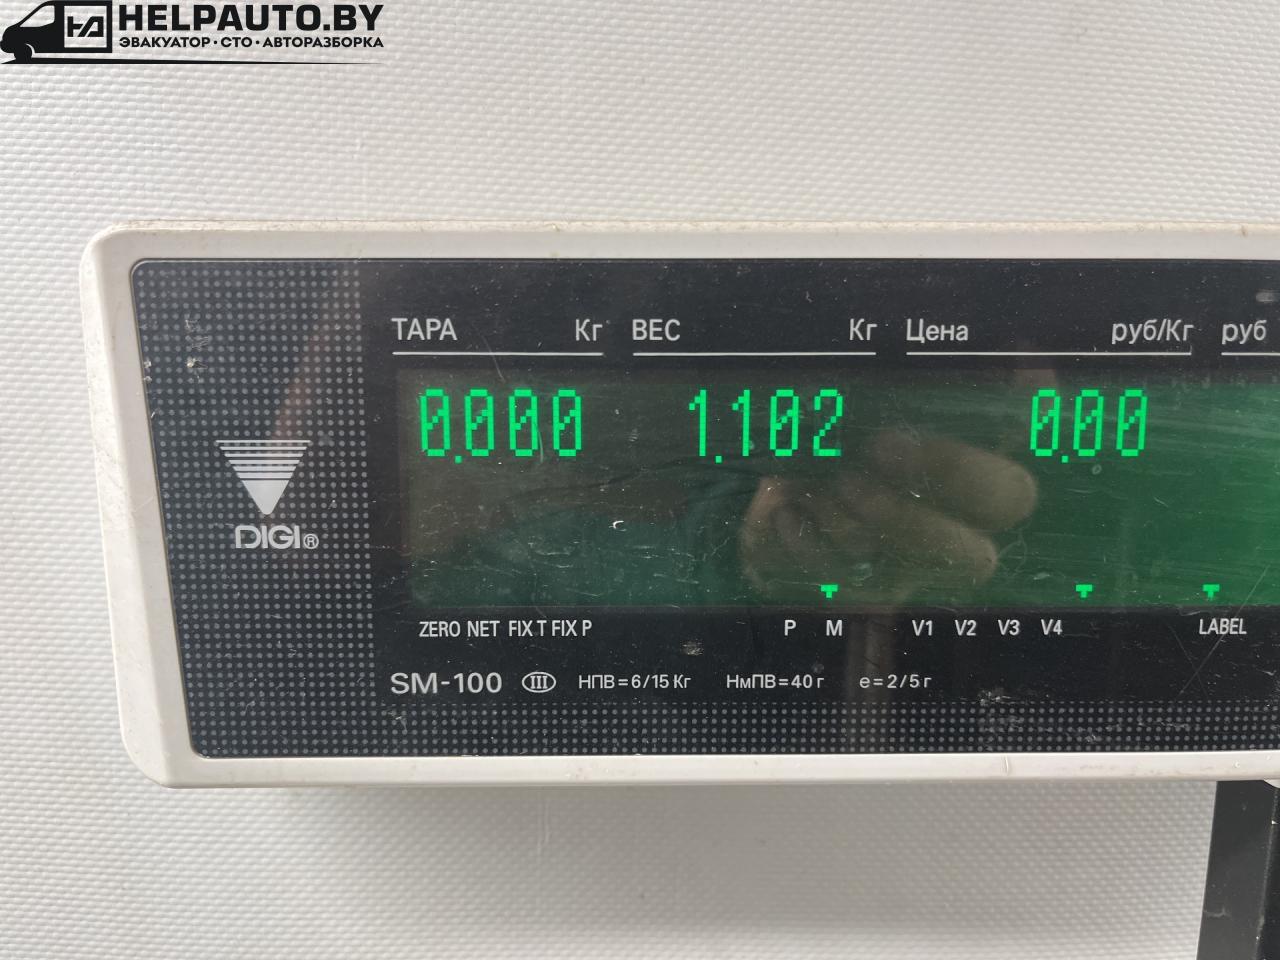 HELPAUTO.BY
ЭВАКУАТОР · СТО · АВТОРАЗБОРКА
ТАРА Кг ВЕС Кг Цена руб/Кг руб
0.000 1.102 0.00
DIGI®
ZERO NET FIX T FIX P P M V1 V2 V3 V4 LABEL
SM-100 III НПВ=6/15 Кг НмПВ=40 г e=2/5 г